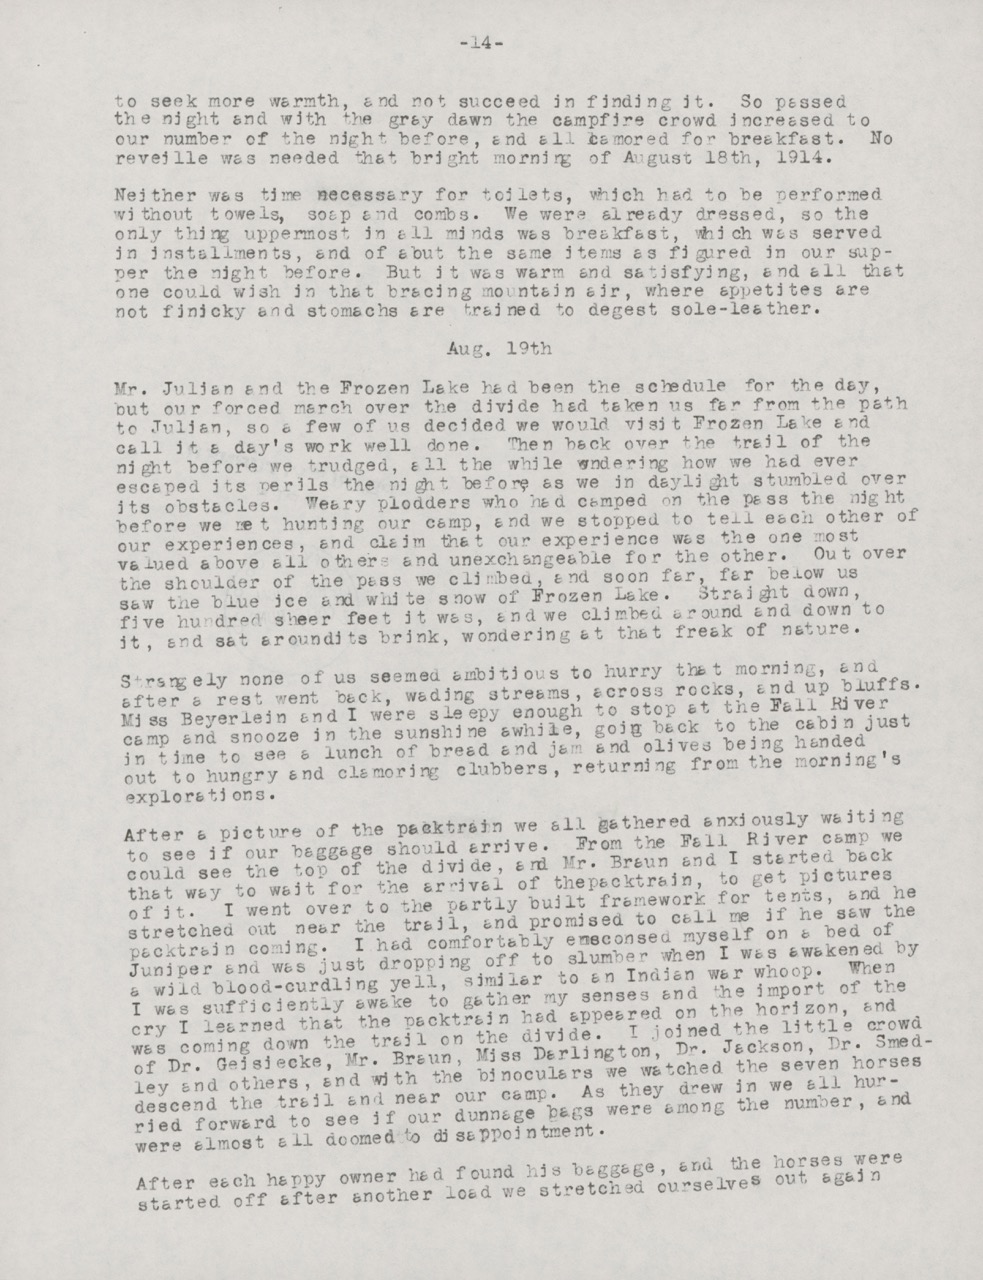 -14-
to seek more warmth, and not succeed in finding it.  So passed
the night and with the gray dawn the campfire crowd increased to
our number of the night before, and all camored for breakfast.  No
reveille was needed that bright morning of August 18th, 1914.
Neither was time necessary for toilets, which had to be performed
without towels, soap and combs.  We were already dressed, so the
only thing uppermost in all minds was breakfast, which was served
in installments, and of abut the same items as figured in our sup-
per the night before.  But it was warm and satisfying, and all that
one could wish in that bracing mountain air, where appetites are
not finicky and stomachs are trained to degest sole-leather.
Aug. 19th
Mr. Julian and the Frozen Lake had been the schedule for the day,
but our forced march over the divide had taken us far from the path
to Julian, so a few of us decided we would visit Frozen Lake and
call it a day's work well done.  Then back over the trail of the
night before we trudged, all the while wndering how we had ever
escaped its perils the night before as we in daylight stumbled over
its obstacles.  Weary plodders who had camped on the pass the night
before we met hunting our camp, and we stopped to tell each other of
our experiences, and claim that our experience was the one most
valued above all others and unexchangeable for the other.  Out over
the shoulder of the pass we climbed, and soon far, far below us
saw the blue ice and white snow of Frozen Lake.  Straight down,
five hundred sheer feet it was, and we climbed around and down to
it, and sat aroundits brink, wondering at that freak of nature.
Strangely none of us seemed ambitious to hurry that morning, and
after a rest went back, wading streams, across rocks, and up bluffs.
Miss Beyerlein and I were sleepy enough to stop at the Fall River
camp and snooze in the sunshine awhile, going back to the cabin just
in time to see a lunch of bread and jam and olives being handed
out to hungry and clamoring clubbers, returning from the morning's
explorations.
After a picture of the packtrain we all gathered anxiously waiting
to see if our baggage should arrive.  From the Fall River camp we
could see the top of the divide, and Mr. Braun and I started back
that way to wait for the arrival of thepacktrain, to get pictures
of it.  I went over to the partly built framework for tents, and he
stretched out near the trail, and promised to call me if he saw the
packtrain coming.  I had comfortably ensconsed myself on a bed of
Juniper and was just dropping off to slumber when I was awakened by
a wild blood-curdling yell, similar to an Indian war whoop.  When
I was sufficiently awake to gather my senses and the import of the
cry I learned that the packtrain had appeared on the horizon, and
was coming down the trail on the divide.  I joined the little crowd
of Dr. Geisiecke, Mr. Braun, Miss Darlington, Dr. Jackson, Dr. Smed-
ley and others, and with the binoculars we watched the seven horses
descend the trail and near our camp.  As they drew in we all hur-
ried forward to see if our dunnage bags were among the number, and
were almost all doomed to disappointment.
After each happy owner had found his baggage, and the horses were
started off after another load we stretched ourselves out again